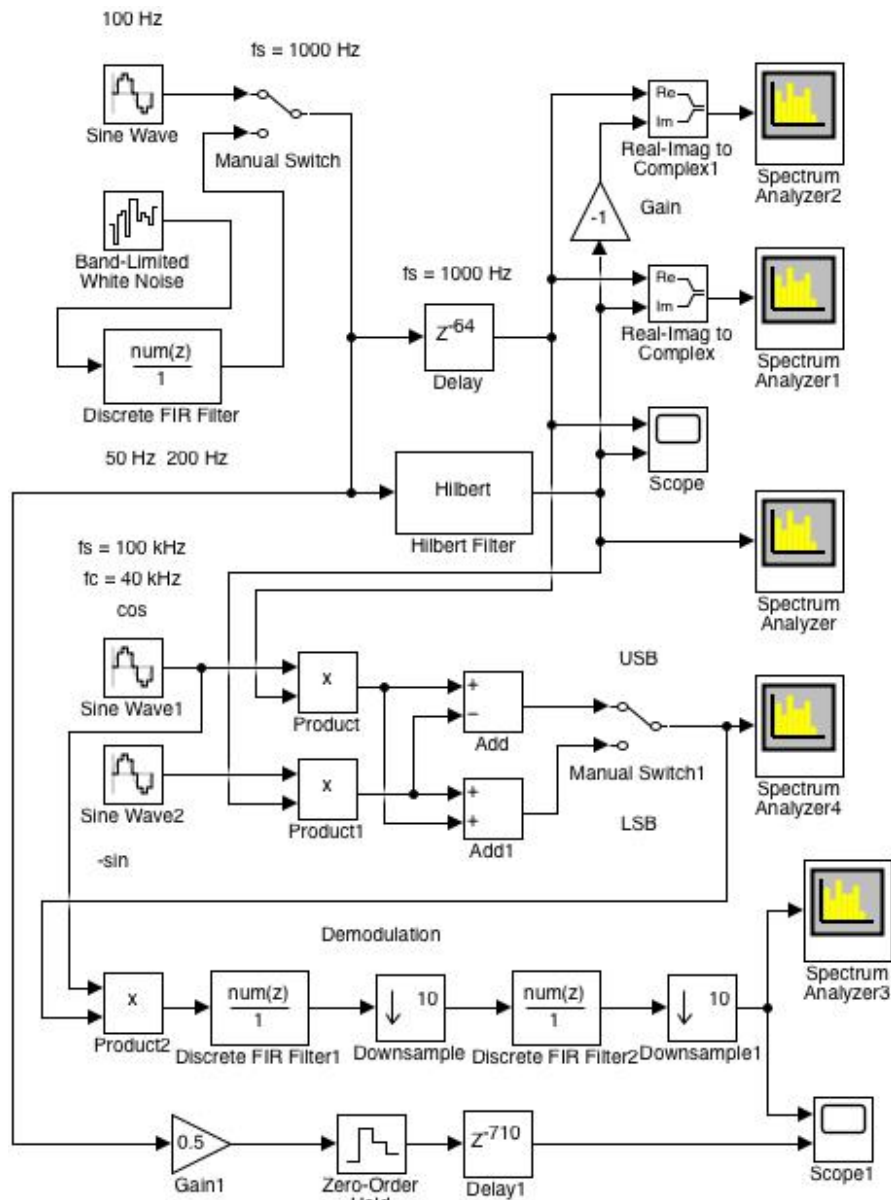 100 Hz
fs = 1000 Hz
Sine Wave
Manual Switch
Re
Im
Real-Imag to
Complex1
Spectrum
Analyzer2
Gain
-1
Band-Limited
White Noise
fs = 1000 Hz
Re
Im
Real-Imag to
Complex
Spectrum
Analyzer1
num(z)
1
Discrete FIR Filter
Z-64
Delay
50 Hz 200 Hz
Scope
Hilbert
Hilbert Filter
fs = 100 kHz
fc = 40 kHz
cos
Spectrum
Analyzer
Sine Wave1
x
Product
+
−
Add
USB
Manual Switch1
Sine Wave2
x
Product1
+
+
Add1
LSB
Spectrum
Analyzer4
-sin
Demodulation
Spectrum
Analyzer3
x
Product2
num(z)
1
Discrete FIR Filter1
10
Downsample
num(z)
1
Discrete FIR Filter2
10
Downsample1
0.5
Gain1
Zero-Order
Z-710
Delay1
Scope1